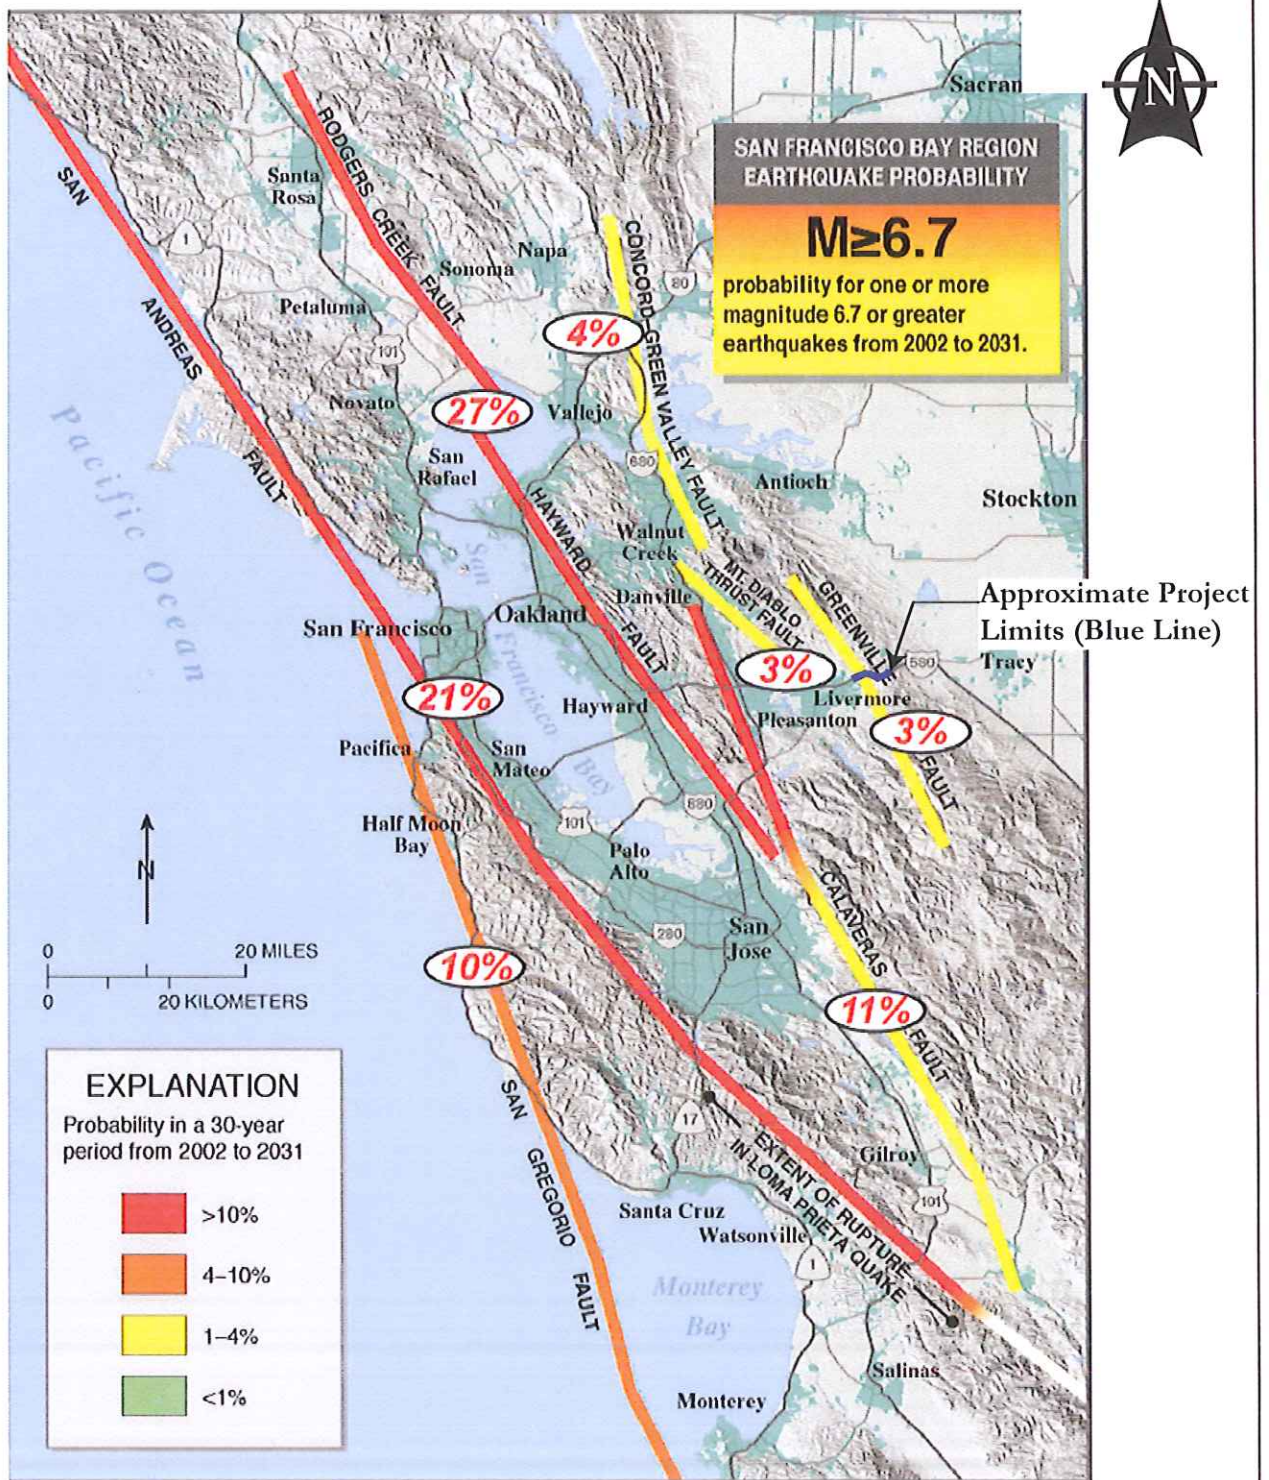 N
Sacran
SAN FRANCISCO BAY REGION
EARTHQUAKE PROBABILITY
M≥6.7
probability for one or more
magnitude 6.7 or greater
earthquakes from 2002 to 2031.
SAN ANDREAS FAULT
RODGERS CREEK FAULT
Santa
Rosa
1
Napa
Sonoma
Petaluma
101
CONCORD–GREEN VALLEY FAULT
80
4%
Novato
27%
Vallejo
San
Rafael
680
Antioch
Stockton
Pacific Ocean
HAYWARD FAULT
Walnut
Creek
MT. DIABLO
THRUST FAULT
GREENVILLE FAULT
Danville
Approximate Project
Limits (Blue Line)
San Francisco
Oakland
San Francisco Bay
3%
580
Tracy
21%
Livermore
Hayward
Pleasanton
3%
Pacifica
San
Mateo
880
101
Half Moon
Bay
Palo
Alto
N
CALAVERAS FAULT
280
San
Jose
0 20 MILES
0 20 KILOMETERS
10%
11%
EXPLANATION
Probability in a 30-year
period from 2002 to 2031
>10%
4–10%
1–4%
<1%
SAN GREGORIO FAULT
17
EXTENT OF RUPTURE
IN LOMA PRIETA QUAKE
Gilroy
101
Santa Cruz
Watsonville
1
Monterey
Bay
Salinas
Monterey